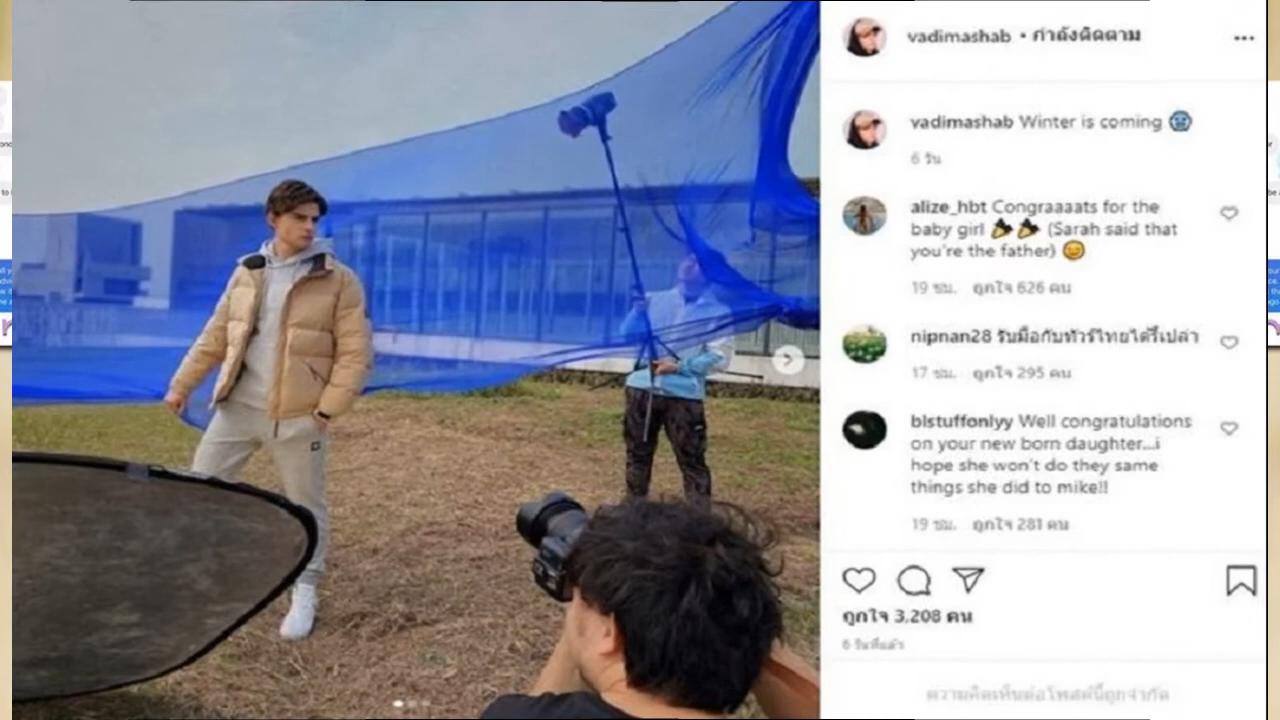 vadimashab • กำลังติดตาม
vadimashab Winter is coming
6 วัน
alize_hbt Congraaaats for the
baby girl (Sarah said that
you're the father)
19 ชม. ถูกใจ 626 คน
nipnan28 รับมือกับทัวร์ไทยได้รึเปล่า
17 ชม. ถูกใจ 295 คน
blstuffonlyy Well congratulations
on your new born daughter...i
hope she won't do they same
things she did to mike!!
19 ชม. ถูกใจ 281 คน
ถูกใจ 3,208 คน
6 วันที่แล้ว
ความคิดเห็นต่อโพสต์นี้ถูกจำกัด